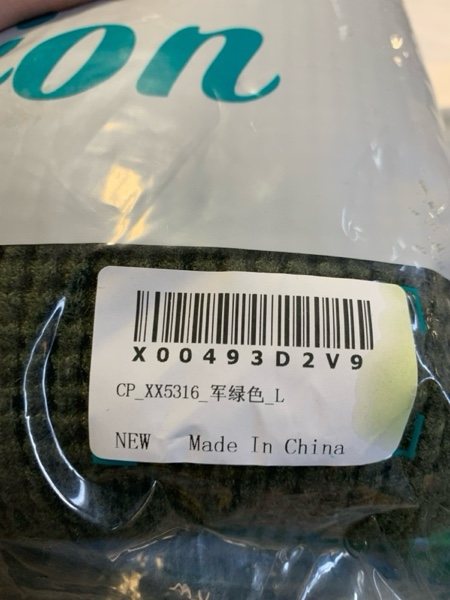 con
X00493D2V9
CP_XX5316_军绿色_L
NEW Made In China